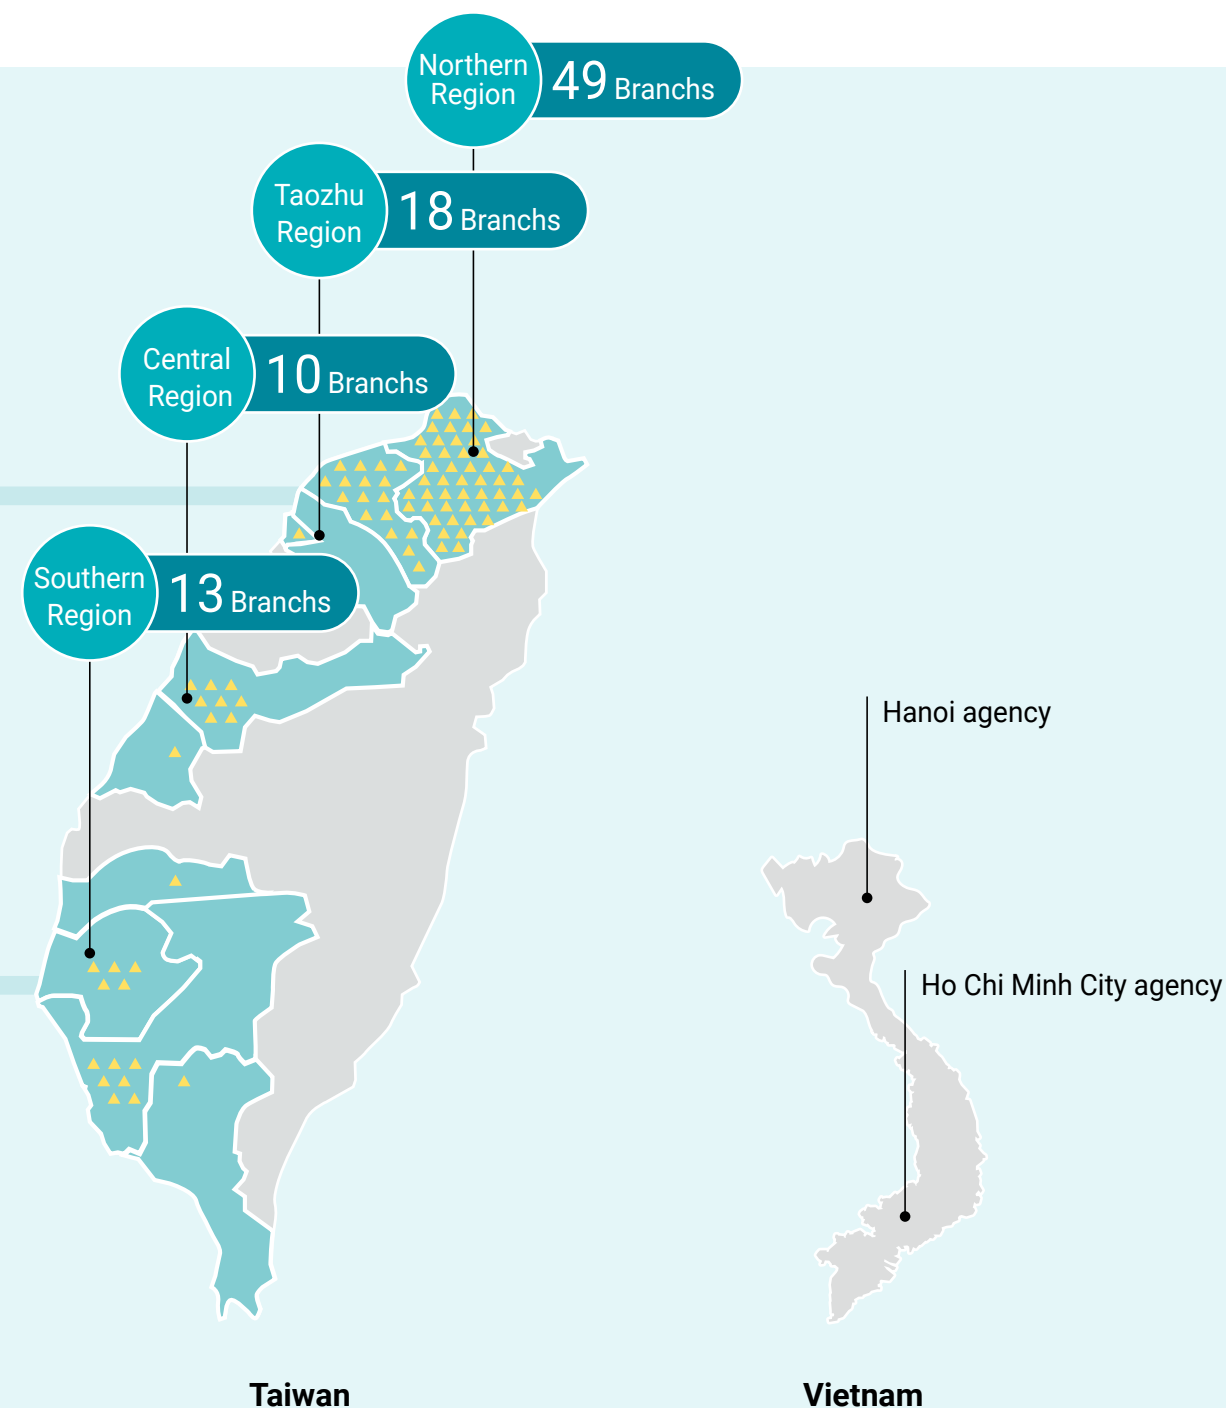 Northern
Region
49 Branchs
Taozhu
Region
18 Branchs
Central
Region
10 Branchs
Southern
Region
13 Branchs
Hanoi agency
Ho Chi Minh City agency
Taiwan
Vietnam